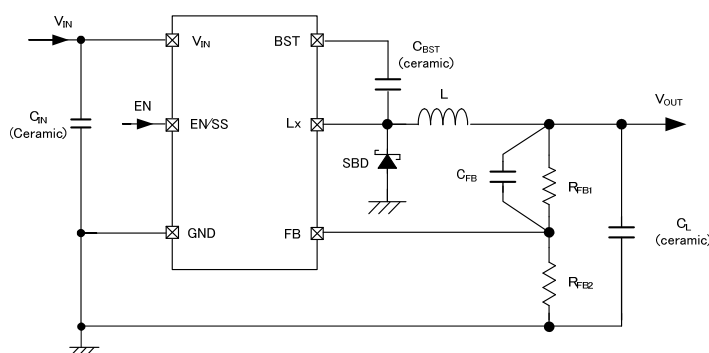 VIN
VIN
BST
CBST
(ceramic)
CIN
(Ceramic)
EN
EN/SS
Lx
L
VOUT
SBD
CFB
RFB1
GND
FB
CL
(ceramic)
RFB2